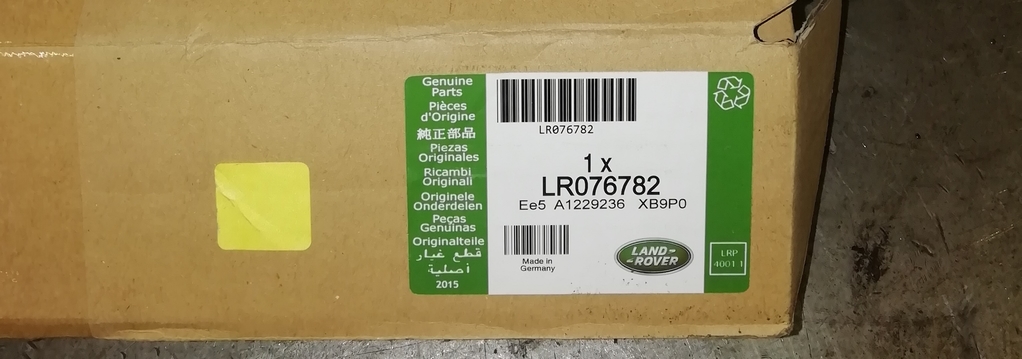 Genuine
Parts
Pièces
d'Origine
純正部品
Piezas
Originales
Ricambi
Originali
Originele
Onderdelen
Peças
Genuinas
Originalteile
قطع غيار
أصلية
2015
LR076782
1 x
LR076782
Ee5 A1229236 XB9P0
Made in
Germany
LAND-
-ROVER
LRP
4001 1